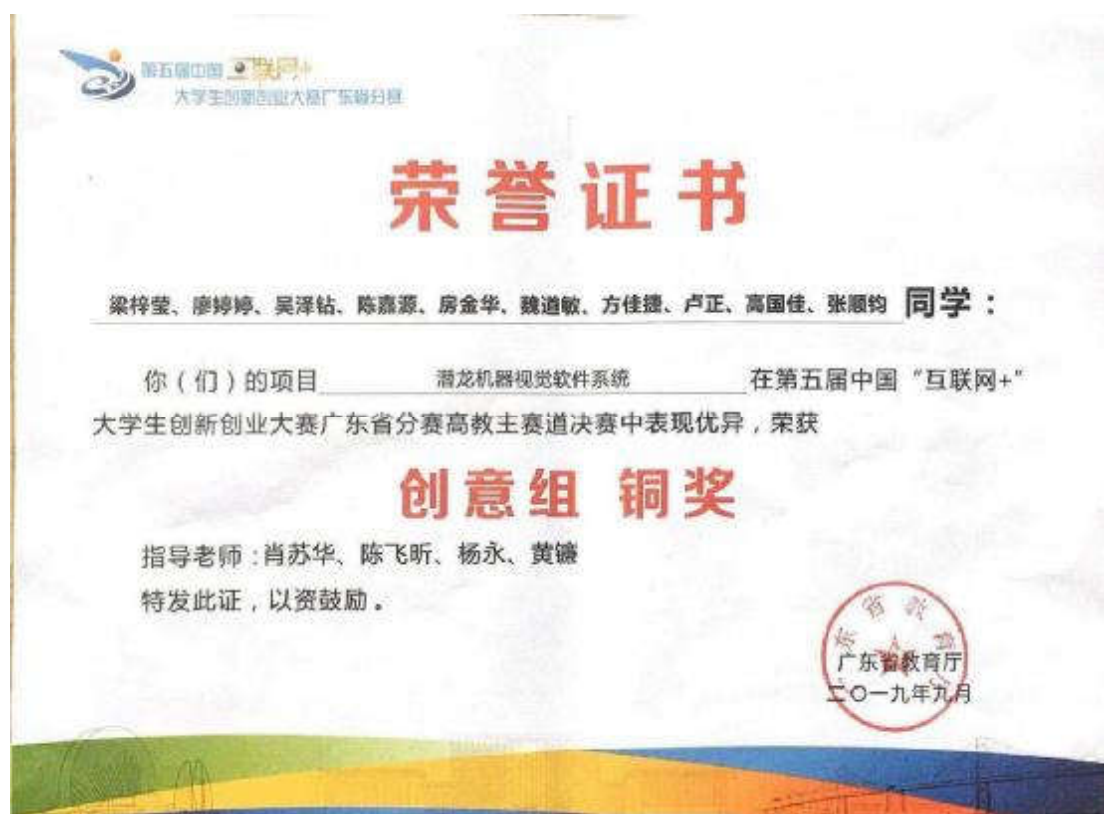 第五届中国互联网+
大学生创新创业大赛广东省分赛
荣誉证书
梁梓莹、廖婷婷、吴泽钻、陈嘉源、房金华、魏道敏、方佳捷、卢正、高国佳、张顺钧 同学：
你（们）的项目 潜龙机器视觉软件系统 在第五届中国“互联网+”
大学生创新创业大赛广东省分赛高教主赛道决赛中表现优异，荣获
创意组 铜奖
指导老师：肖苏华、陈飞昕、杨永、黄镰
特发此证，以资鼓励。
广东省教育厅
二〇一九年九月